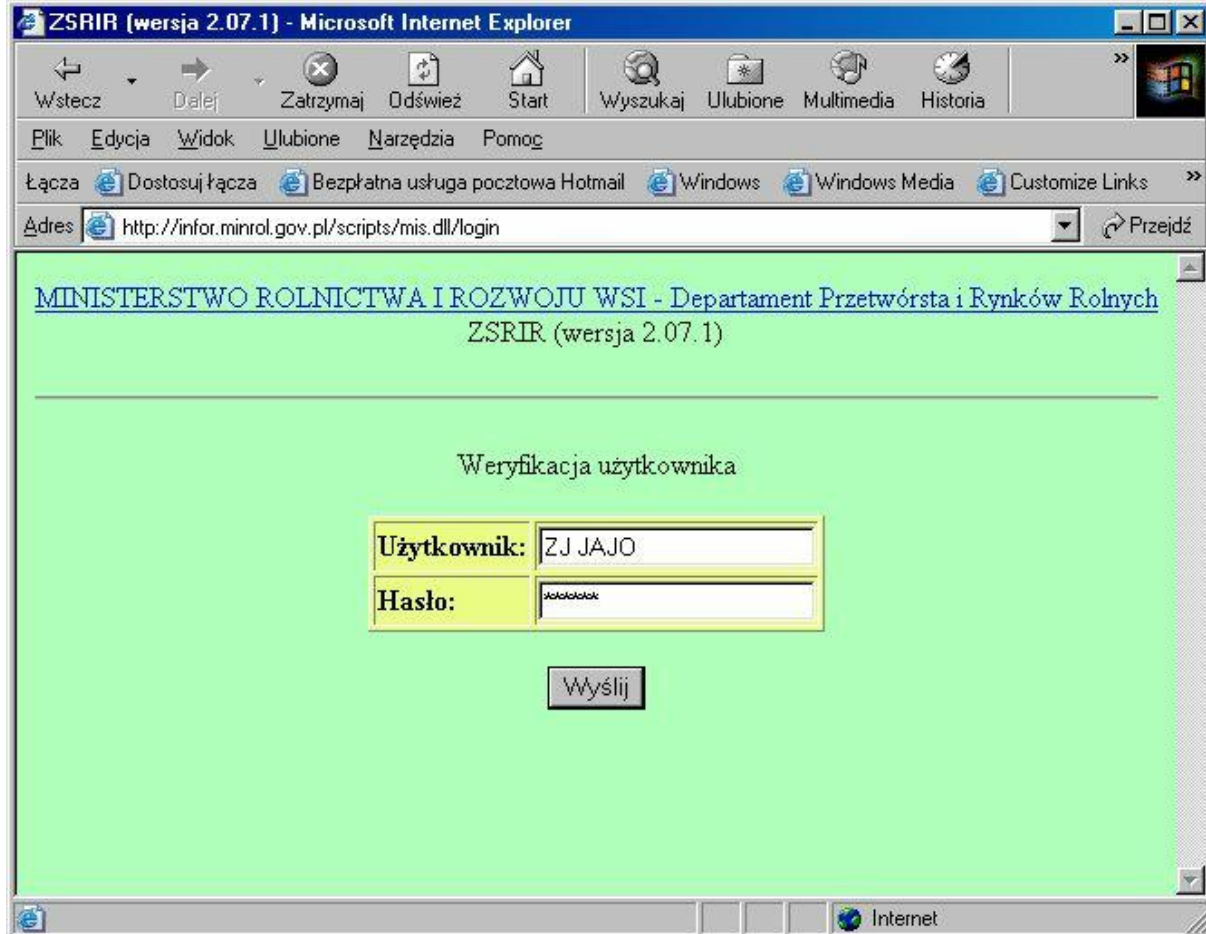 ZSRIR (wersja 2.07.1) - Microsoft Internet Explorer
Wstecz Dalej Zatrzymaj Odśwież Start Wyszukaj Ulubione Multimedia Historia »
Plik Edycja Widok Ulubione Narzędzia Pomoc
Łącza Dostosuj łącza Bezpłatna usługa pocztowa Hotmail Windows Windows Media Customize Links »
Adres http://infor.minrol.gov.pl/scripts/mis.dll/login Przejdź
MINISTERSTWO ROLNICTWA I ROZWOJU WSI - Departament Przetwórsta i Rynków Rolnych
ZSRIR (wersja 2.07.1)
Weryfikacja użytkownika
Użytkownik: ZJ JAJO
Hasło: *******
Wyślij
Internet